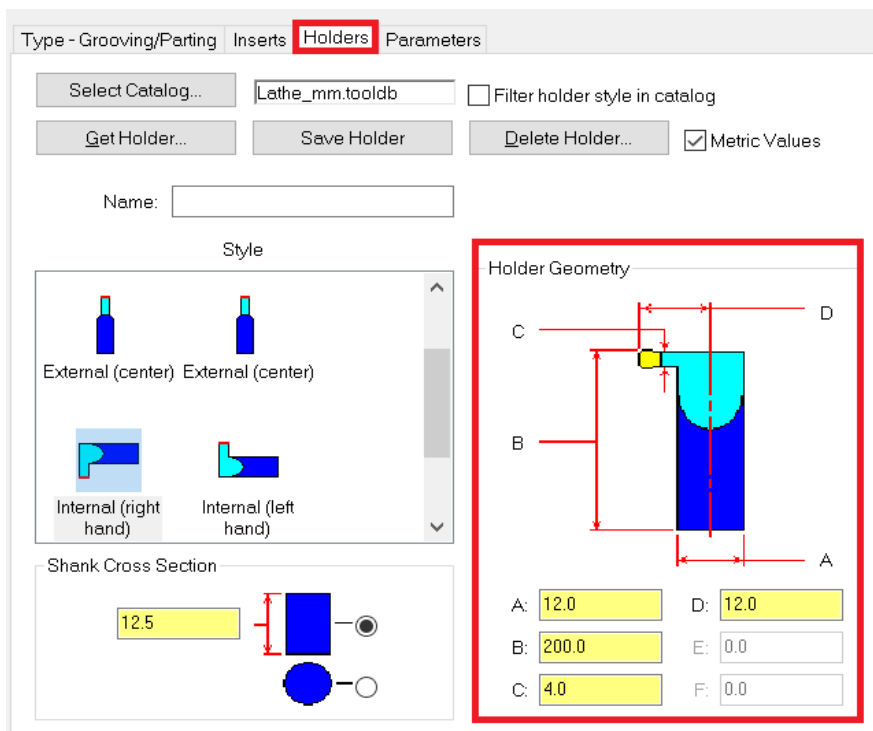 Type - Grooving/Parting Inserts Holders Parameters
Select Catalog... Lathe_mm.tooldb Filter holder style in catalog
Get Holder... Save Holder Delete Holder... Metric Values
Name:
Style
External (center) External (center)
Internal (right hand)
Internal (left hand)
Shank Cross Section
12.5
Holder Geometry
D
C
B
A
A: 12.0 D: 12.0
B: 200.0 E: 0.0
C: 4.0 F: 0.0